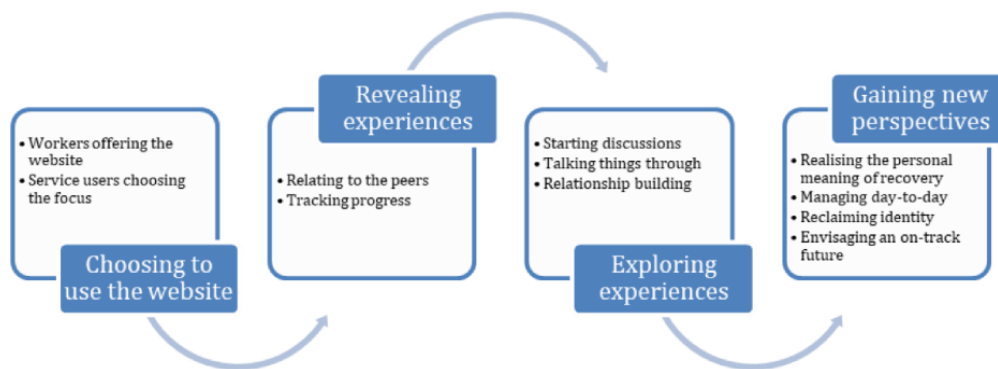 • Workers offering the
website
• Service users choosing
the focus
Choosing to
use the website
Revealing
experiences
• Relating to the peers
• Tracking progress
• Starting discussions
• Talking things through
• Relationship building
Exploring
experiences
Gaining new
perspectives
• Realising the personal
meaning of recovery
• Managing day-to-day
• Reclaiming identity
• Envisaging an on-track
future